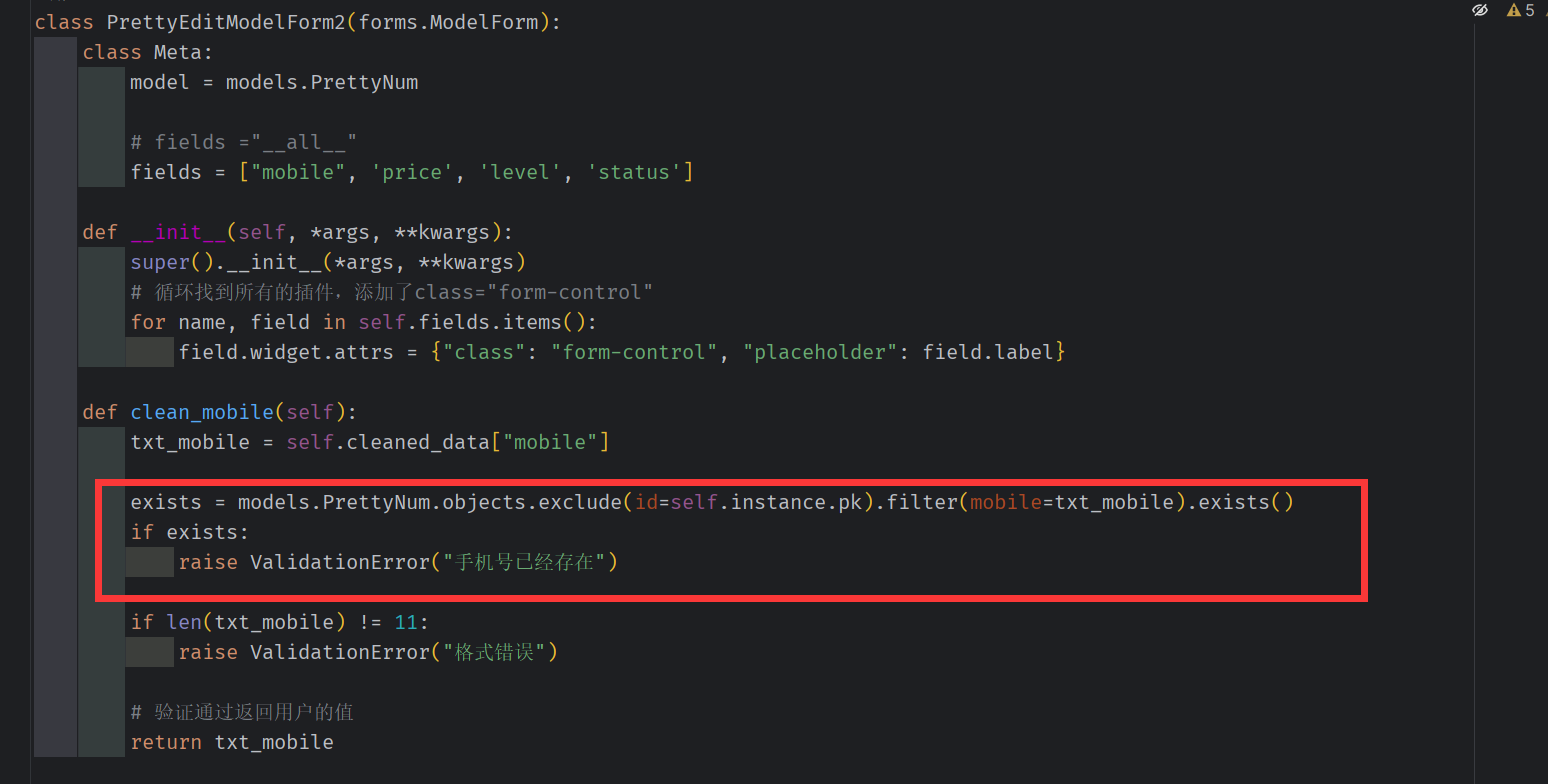 5
class PrettyEditModelForm2(forms.ModelForm):
class Meta:
model = models.PrettyNum
# fields ="__all__"
fields = ["mobile", 'price', 'level', 'status']
def __init__(self, *args, **kwargs):
super().__init__(*args, **kwargs)
# 循环找到所有的插件，添加了class="form-control"
for name, field in self.fields.items():
field.widget.attrs = {"class": "form-control", "placeholder": field.label}
def clean_mobile(self):
txt_mobile = self.cleaned_data["mobile"]
exists = models.PrettyNum.objects.exclude(id=self.instance.pk).filter(mobile=txt_mobile).exists()
if exists:
raise ValidationError("手机号已经存在")
if len(txt_mobile) != 11:
raise ValidationError("格式错误")
# 验证通过返回用户的值
return txt_mobile